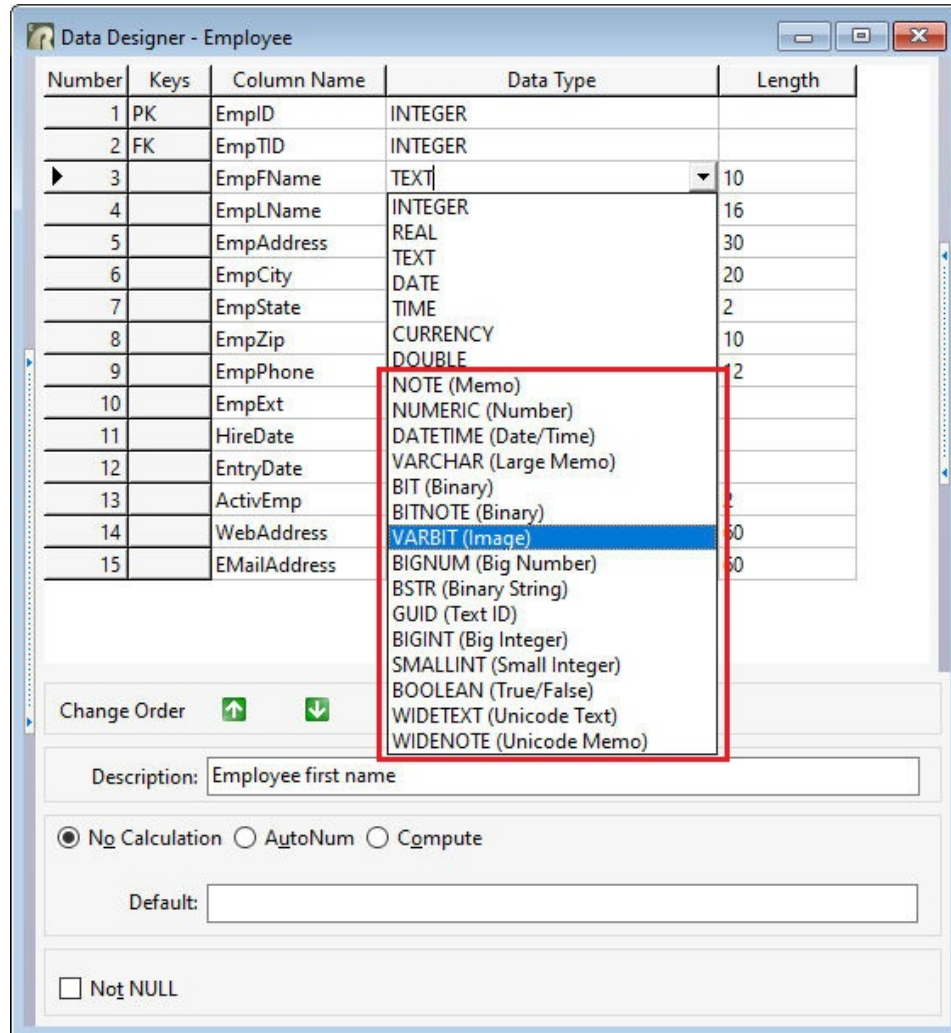 Data Designer - Employee
Number Keys Column Name Data Type Length
1 PK EmpID INTEGER
2 FK EmpTID INTEGER
3 EmpFName TEXT 10
4 EmpLName INTEGER 16
REAL
5 EmpAddress TEXT 30
6 EmpCity DATE 20
7 EmpState TIME 2
8 EmpZip CURRENCY 10
DOUBLE
9 EmpPhone NOTE (Memo) 12
10 EmpExt NUMERIC (Number)
11 HireDate DATETIME (Date/Time)
12 EntryDate VARCHAR (Large Memo)
BIT (Binary)
13 ActivEmp BITNOTE (Binary)
14 WebAddress VARBIT (Image) 60
15 EMailAddress BIGNUM (Big Number) 60
BSTR (Binary String)
GUID (Text ID)
BIGINT (Big Integer)
SMALLINT (Small Integer)
BOOLEAN (True/False)
Change Order WIDETEXT (Unicode Text)
WIDENOTE (Unicode Memo)
Description: Employee first name
No Calculation AutoNum Compute
Default:
Not NULL